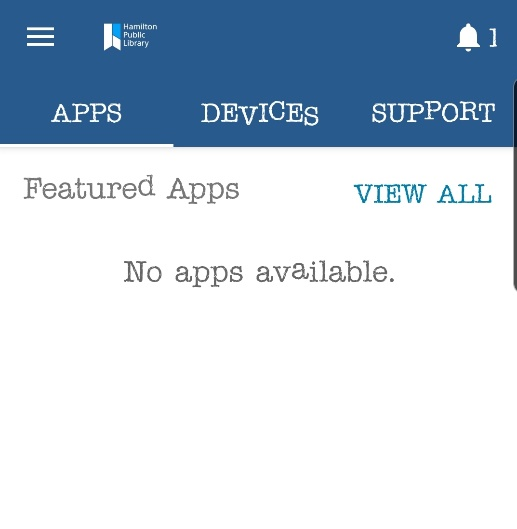 Hamilton
Public
Library
1
APPS DEVICES SUPPORT
Featured Apps VIEW ALL
No apps available.